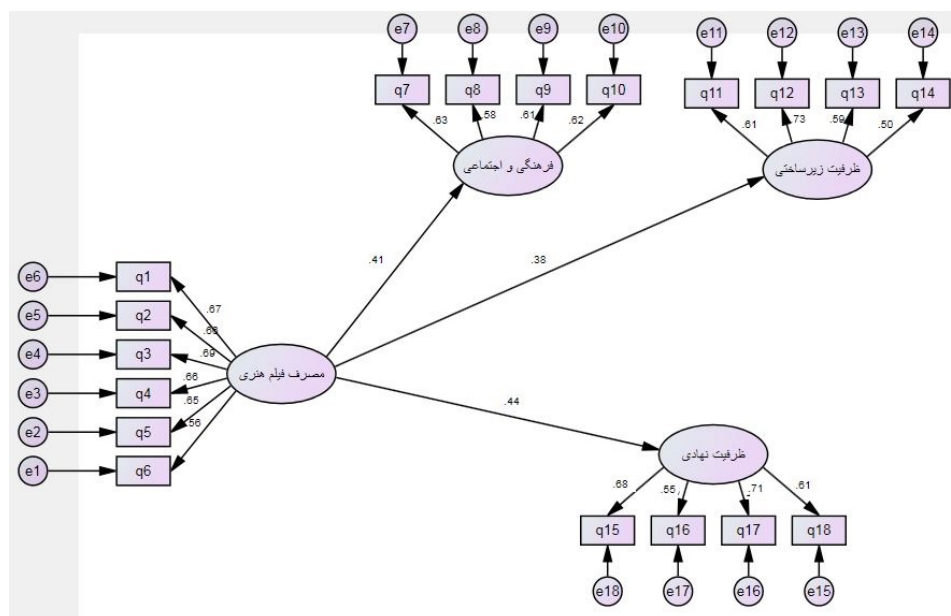 e7 e8 e9 e10
q7 q8 q9 q10
.63 .58 .61 .62
فرهنگی و اجتماعی
e11 e12 e13 e14
q11 q12 q13 q14
.61 .73 .59 .50
ظرفیت زیرساختی
.41 .38
e6 q1
e5 q2
e4 q3
e3 q4
e2 q5
e1 q6
.67
.68
.69
.66
.65
.56
مصرف فیلم هنری
.44
ظرفیت نهادی
.68 .55 .71 .61
q15 q16 q17 q18
e18 e17 e16 e15